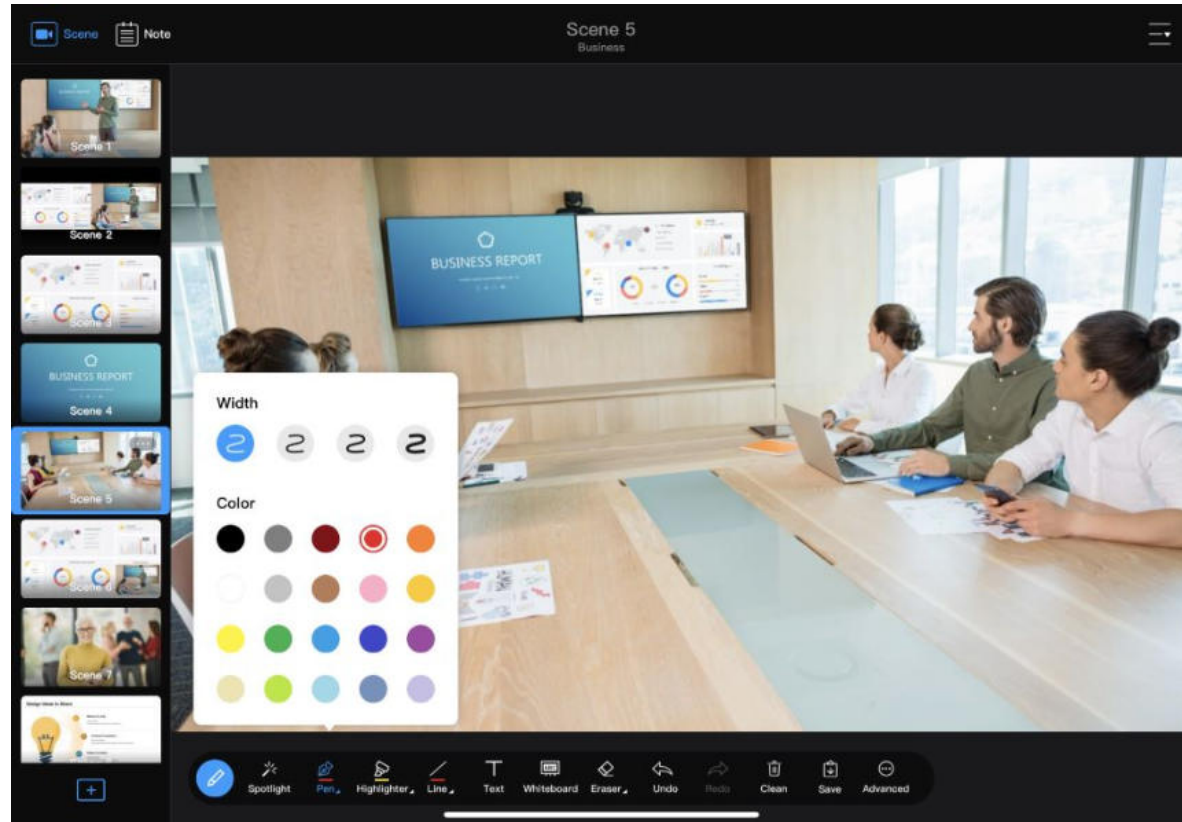 Scene
Note
Scene 5
Business
Scene 1
Scene 2
Scene 3
BUSINESS REPORT
Scene 4
Scene 5
Scene 6
Scene 7
BUSINESS REPORT
Width
Color
Spotlight
Pen
Highlighter
Line
Text
Whiteboard
Eraser
Undo
Redo
Clean
Save
Advanced